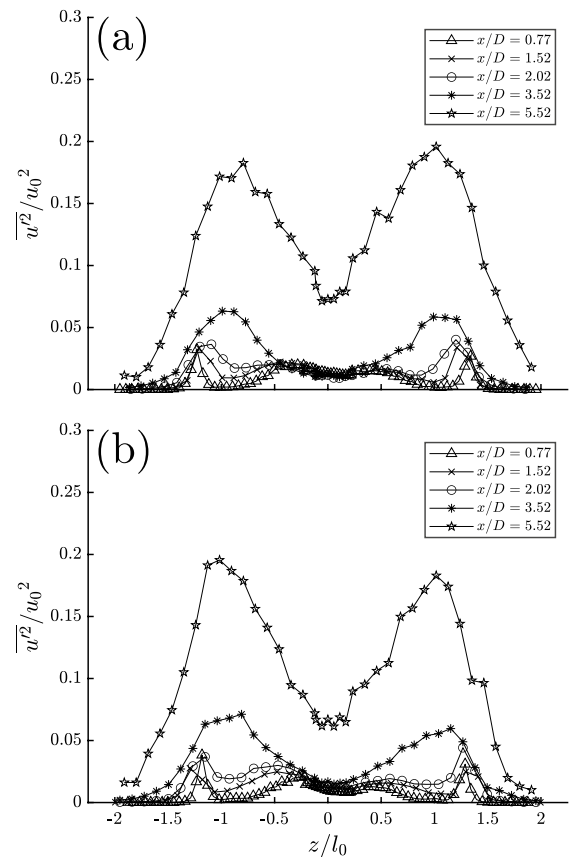 (a)
0.3
0.25
0.2
0.15
0.1
0.05
0
u′²/u₀²
x/D = 0.77
x/D = 1.52
x/D = 2.02
x/D = 3.52
x/D = 5.52
(b)
0.3
0.25
0.2
0.15
0.1
0.05
0
u′²/u₀²
x/D = 0.77
x/D = 1.52
x/D = 2.02
x/D = 3.52
x/D = 5.52
-2 -1.5 -1 -0.5 0 0.5 1 1.5 2
z/l₀